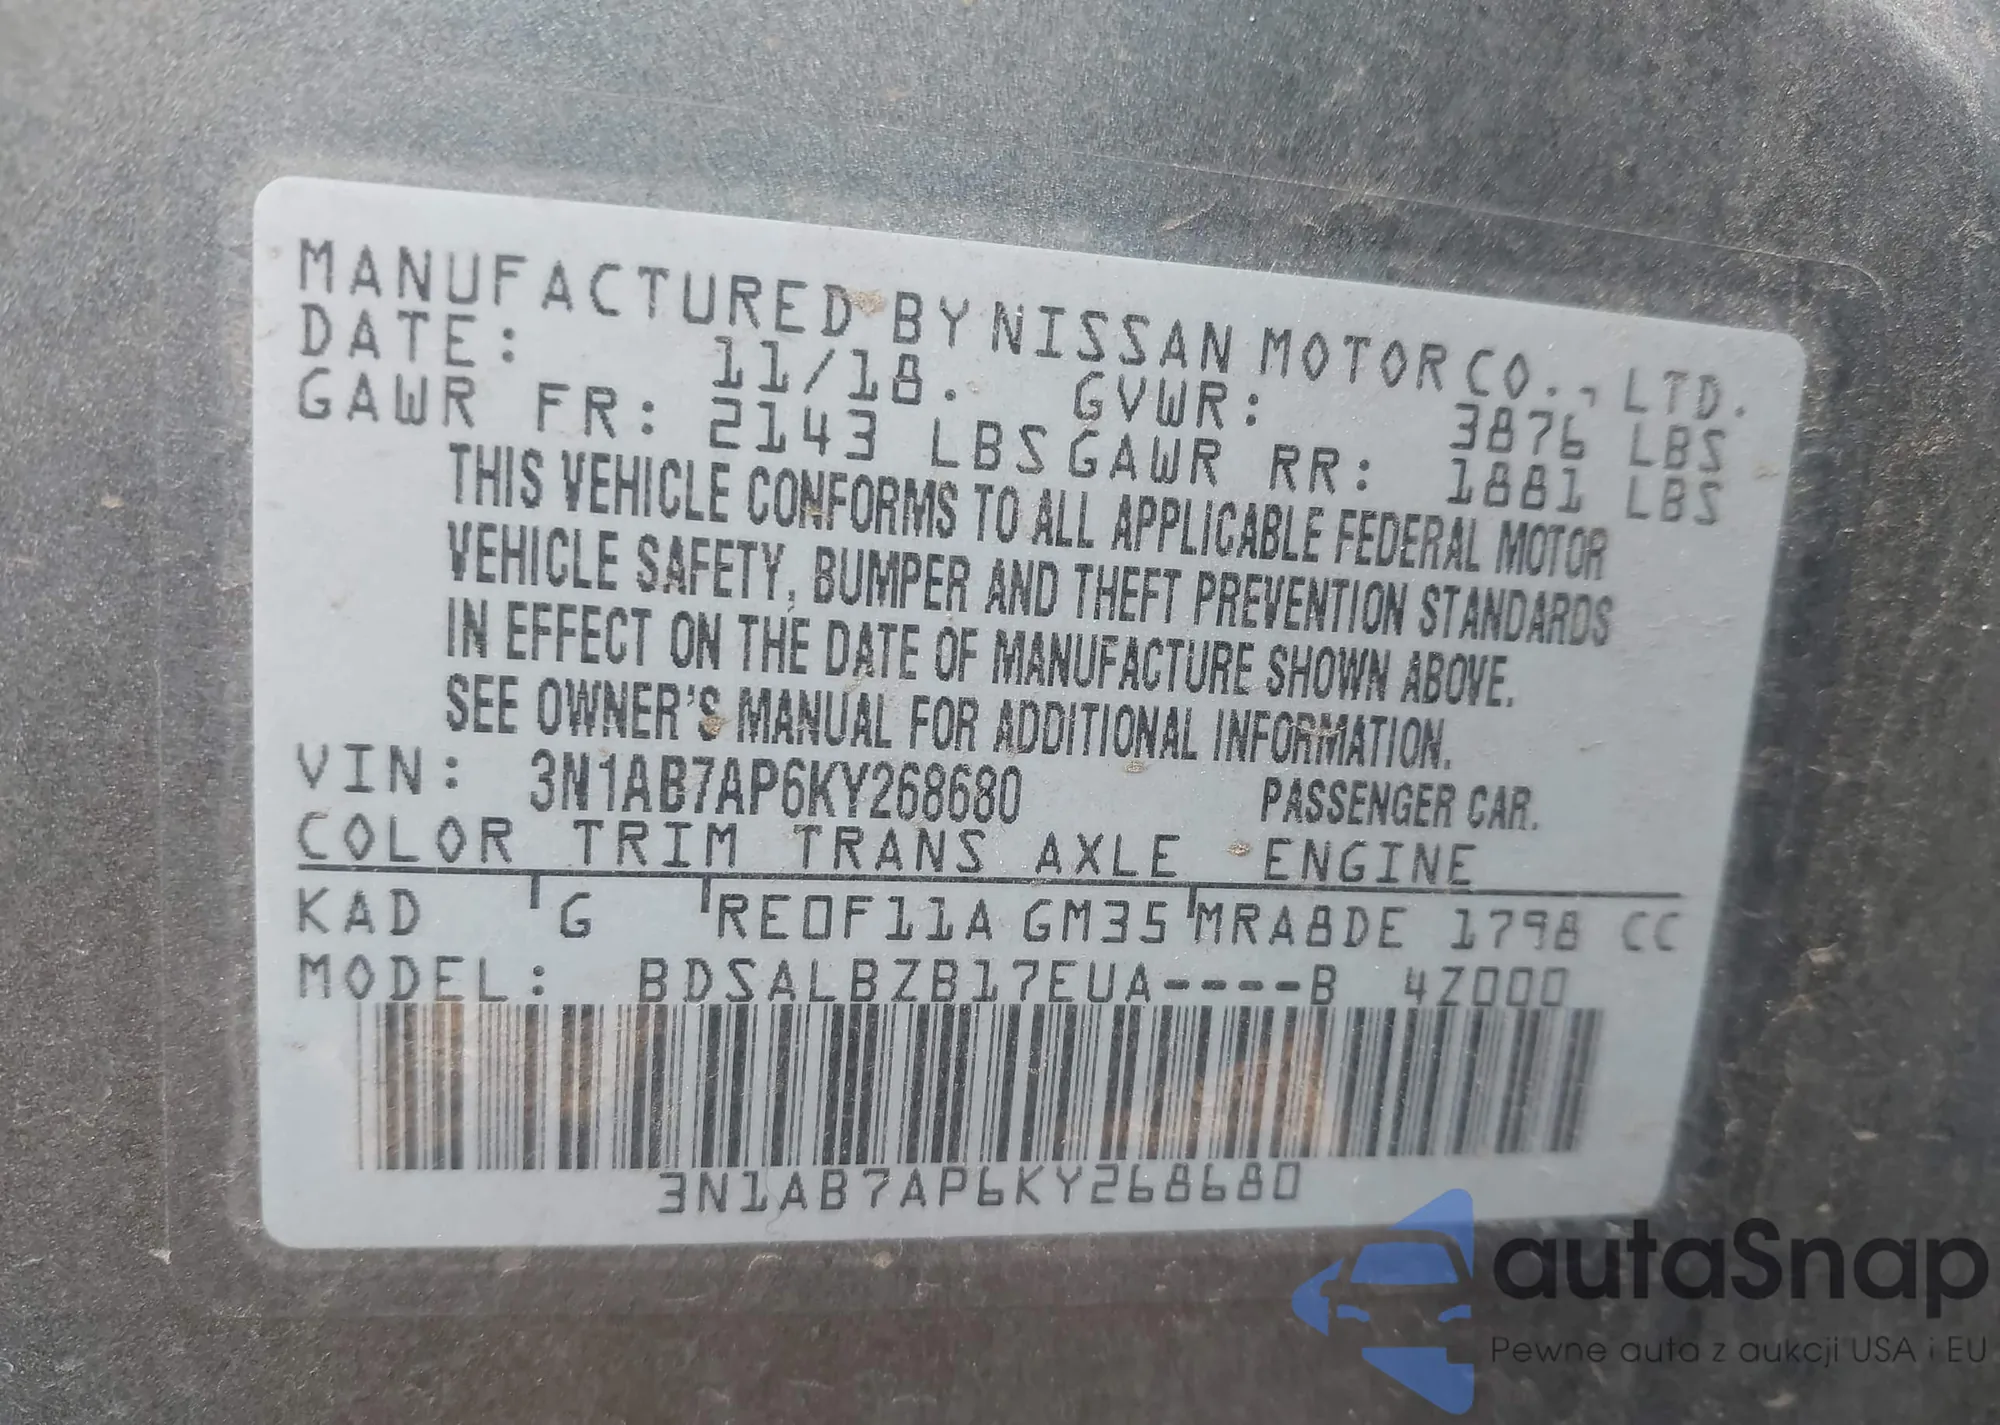 MANUFACTURED BY NISSAN MOTOR CO., LTD.
DATE: 11/18. GVWR: 3876 LBS
GAWR FR: 2143 LBS GAWR RR: 1881 LBS
THIS VEHICLE CONFORMS TO ALL APPLICABLE FEDERAL MOTOR
VEHICLE SAFETY, BUMPER AND THEFT PREVENTION STANDARDS
IN EFFECT ON THE DATE OF MANUFACTURE SHOWN ABOVE.
SEE OWNER'S MANUAL FOR ADDITIONAL INFORMATION.
VIN: 3N1AB7AP6KY268680 PASSENGER CAR.
COLOR TRIM TRANS AXLE ENGINE
KAD G RE0F11A GM35 MRA8DE 1798 CC
MODEL: BDSALBZB17EUA----B 4Z000
3N1AB7AP6KY268680
autaSnap
Pewne auta z aukcji USA i EU